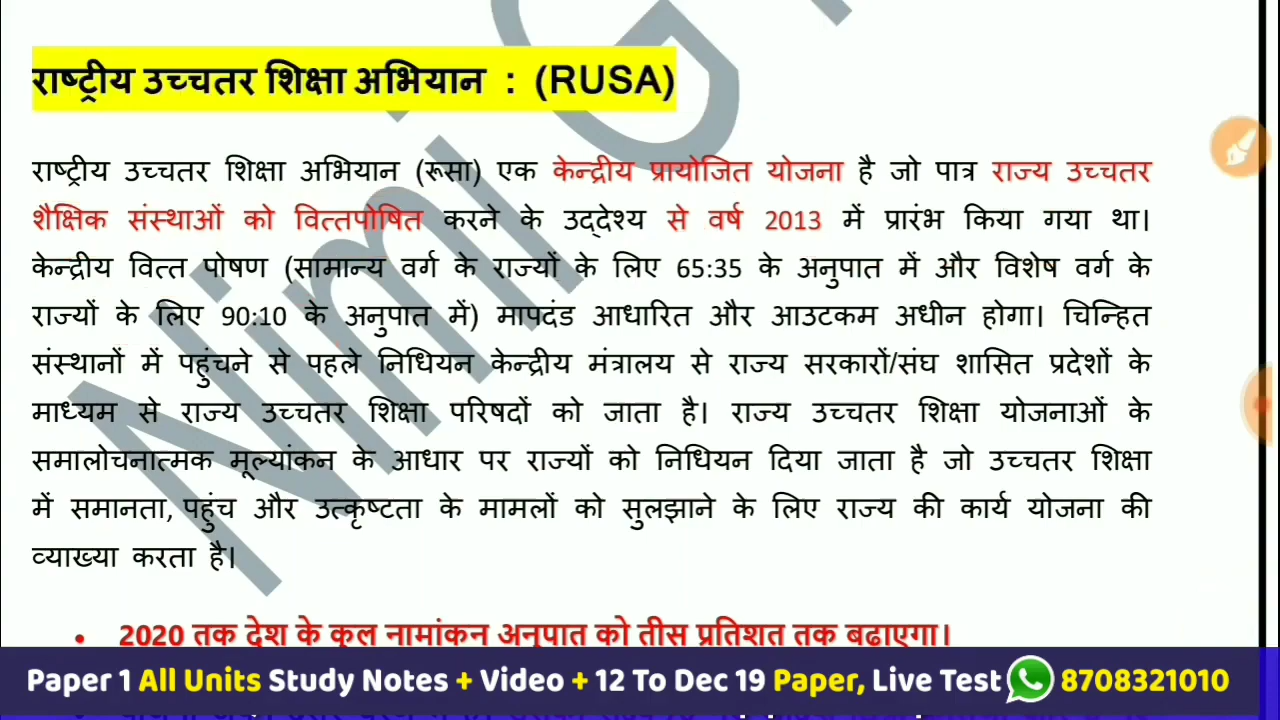 राष्ट्रीय उच्चतर शिक्षा अभियान : (RUSA)
राष्ट्रीय उच्चतर शिक्षा अभियान (रूसा) एक केन्द्रीय प्रायोजित योजना है जो पात्र राज्य उच्चतर
शैक्षिक संस्थाओं को वित्तपोषित करने के उद्देश्य से वर्ष 2013 में प्रारंभ किया गया था।
केन्द्रीय वित्त पोषण (सामान्य वर्ग के राज्यों के लिए 65:35 के अनुपात में और विशेष वर्ग के
राज्यों के लिए 90:10 के अनुपात में) मापदंड आधारित और आउटकम अधीन होगा। चिन्हित
संस्थानों में पहुंचने से पहले निधियन केन्द्रीय मंत्रालय से राज्य सरकारों/संघ शासित प्रदेशों के
माध्यम से राज्य उच्चतर शिक्षा परिषदों को जाता है। राज्य उच्चतर शिक्षा योजनाओं के
समालोचनात्मक मूल्यांकन के आधार पर राज्यों को निधियन दिया जाता है जो उच्चतर शिक्षा
में समानता, पहुंच और उत्कृष्टता के मामलों को सुलझाने के लिए राज्य की कार्य योजना की
व्याख्या करता है।
• 2020 तक देश के कुल नामांकन अनुपात को तीस प्रतिशत तक बढाएगा।
Paper 1 All Units Study Notes + Video + 12 To Dec 19 Paper, Live Test 8708321010